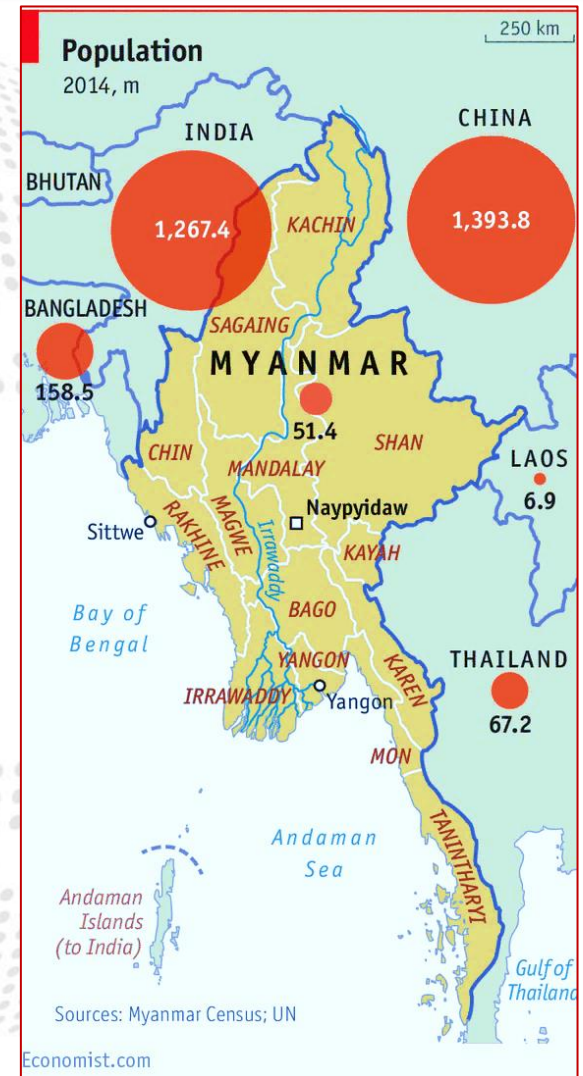 Population
2014, m
250 km
INDIA
CHINA
BHUTAN
1,267.4
KACHIN
1,393.8
BANGLADESH
SAGAING
158.5
MYANMAR
51.4
SHAN
CHIN
MANDALAY
LAOS
6.9
Sittwe
RAKHINE
MAGWE
Irrawaddy
Naypyidaw
KAYAH
Bay of
Bengal
BAGO
YANGON
IRRAWADDY
Yangon
KAREN
THAILAND
67.2
MON
Andaman
Sea
TANINTHARYI
Andaman
Islands
(to India)
Gulf of
Thailand
Sources: Myanmar Census; UN
Economist.com